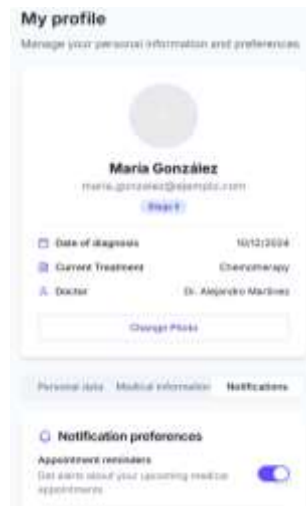 My profile
Manage your personal information and preferences
María González
maria.gonzalez@ejemplo.com
Date of diagnosis 10/12/2024
Current Treatment Chemotherapy
Doctor Dr. Alejandro Martínez
Change Photo
Personal data Medical information Notifications
Notification preferences
Appointment reminders
Get alerts about your upcoming medical
appointments